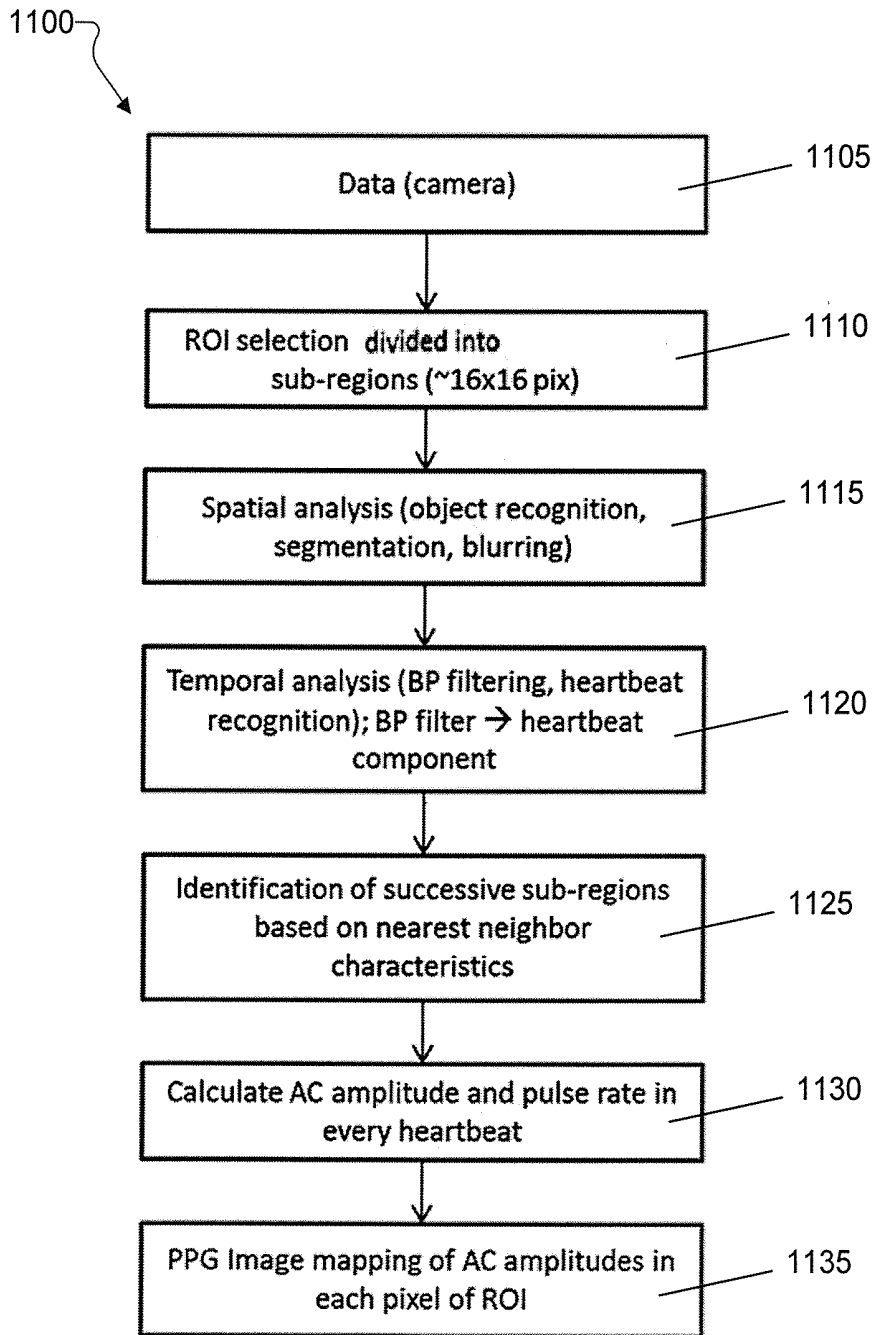 1100
Data (camera)
1105
ROI selection divided into
sub-regions (~16x16 pix)
1110
Spatial analysis (object recognition,
segmentation, blurring)
1115
Temporal analysis (BP filtering, heartbeat
recognition); BP filter → heartbeat
component
1120
Identification of successive sub-regions
based on nearest neighbor
characteristics
1125
Calculate AC amplitude and pulse rate in
every heartbeat
1130
PPG Image mapping of AC amplitudes in
each pixel of ROI
1135